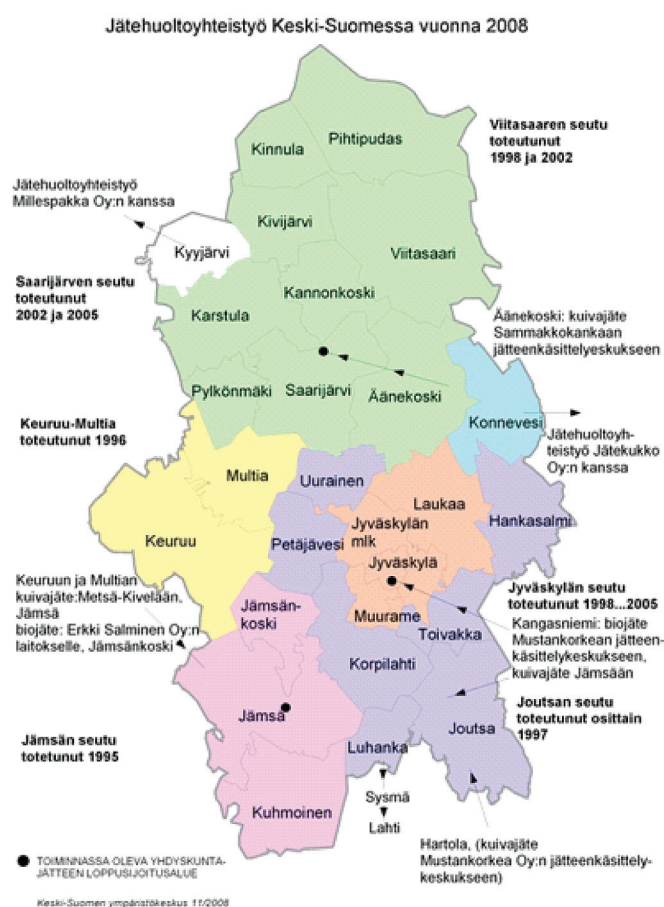 Jätehuoltoyhteistyö Keski-Suomessa vuonna 2008
Viitasaaren seutu
toteutunut
1998 ja 2002
Pihtipudas
Kinnula
Jätehuoltoyhteistyö
Millespakka Oy:n kanssa
Kivijärvi
Kyyjärvi
Viitasaari
Saarijärven seutu
toteutunut
2002 ja 2005
Kannonkoski
Karstula
Äänekoski: kuivajäte
Sammakkokankaan
jätteenkäsittelyeskukseen
Pylkönmäki
Saarijärvi
Äänekoski
Konnevesi
Keuruu-Multia
toteutunut 1996
Jätehuoltoyh-
teistyö Jätekukko
Oy:n kanssa
Multia
Uurainen
Laukaa
Hankasalmi
Keuruu
Petäjävesi
Jyväskylän
mlk
Jyväskylä
Keuruun ja Multian
kuivajäte:Metsä-Kivelään,
Jämsä
biojäte: Erkki Salminen Oy:n
laitokselle, Jämsänkoski
Jämsän-
koski
Muurame
Toivakka
Jyväskylän seutu
toteutunut 1998...2005
Kangasniemi: biojäte
Mustankorkean jätteen-
käsittelykeskukseen,
kuivajäte Jämsään
Korpilahti
Jämsä
Joutsa
Joutsan seutu
toteutunut osittain
1997
Jämsän seutu
totetunut 1995
Luhanka
Kuhmoinen
Sysmä
Lahti
Hartola, (kuivajäte
Mustankorkea Oy:n jätteenkäsittely-
keskukseen)
TOIMINNASSA OLEVA YHDYSKUNTA-
JÄTTEEN LOPPUSIJOITUSALUE
Keski-Suomen ympäristökeskus 11/2008